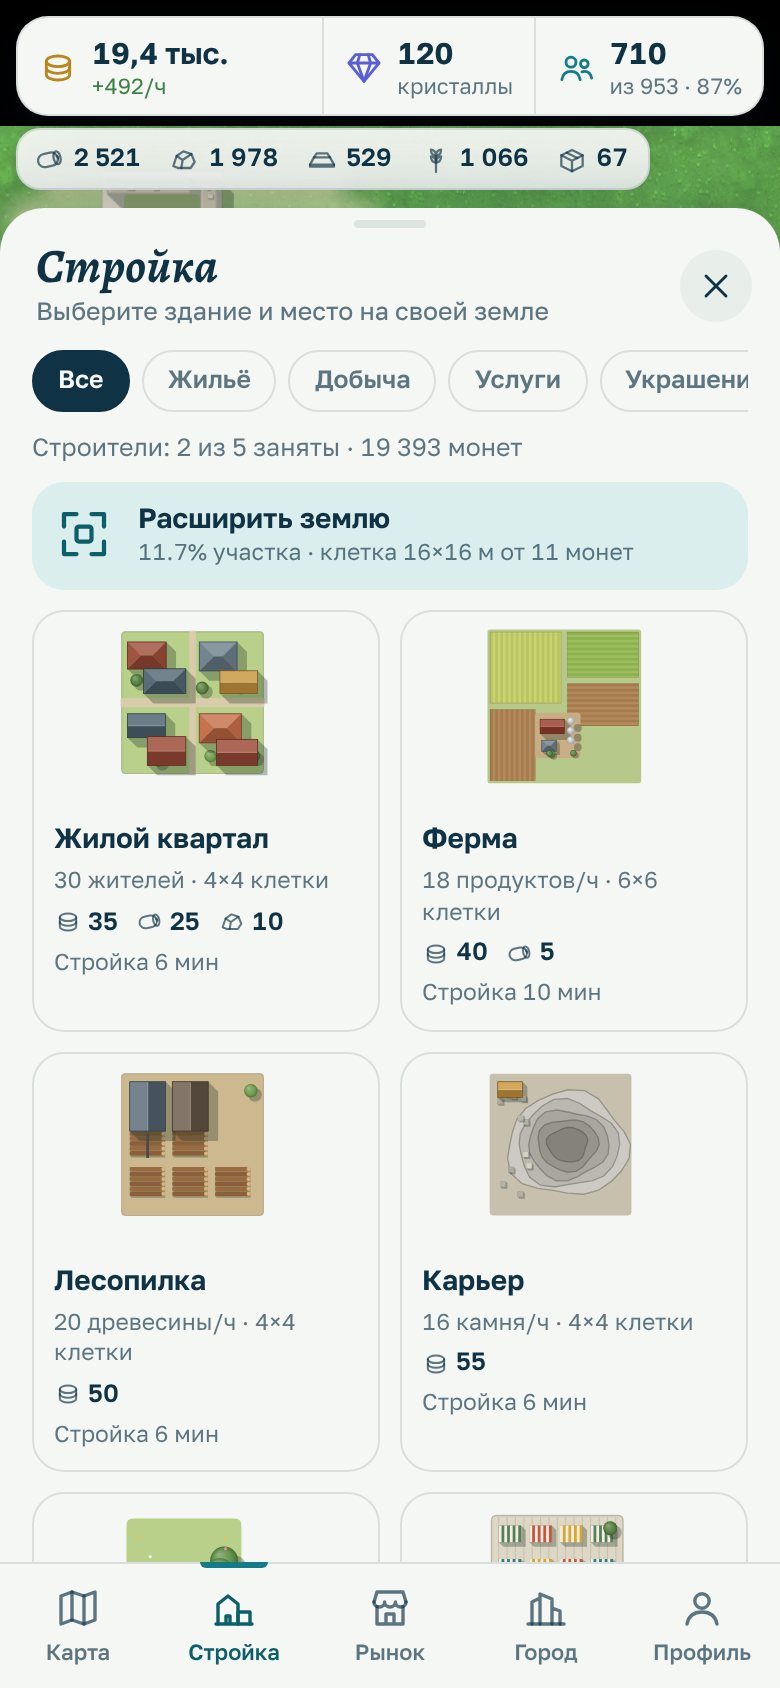 19,4 тыс.
+492/ч
120
кристаллы
710
из 953 · 87%
2 521 1 978 529 1 066 67
Стройка
Выберите здание и место на своей земле
Все Жильё Добыча Услуги Украшени
Строители: 2 из 5 заняты · 19 393 монет
Расширить землю
11.7% участка · клетка 16×16 м от 11 монет
Жилой квартал
30 жителей · 4×4 клетки
35 25 10
Стройка 6 мин
Ферма
18 продуктов/ч · 6×6
клетки
40 5
Стройка 10 мин
Лесопилка
20 древесины/ч · 4×4
клетки
50
Стройка 6 мин
Карьер
16 камня/ч · 4×4 клетки
55
Стройка 6 мин
Карта Стройка Рынок Город Профиль